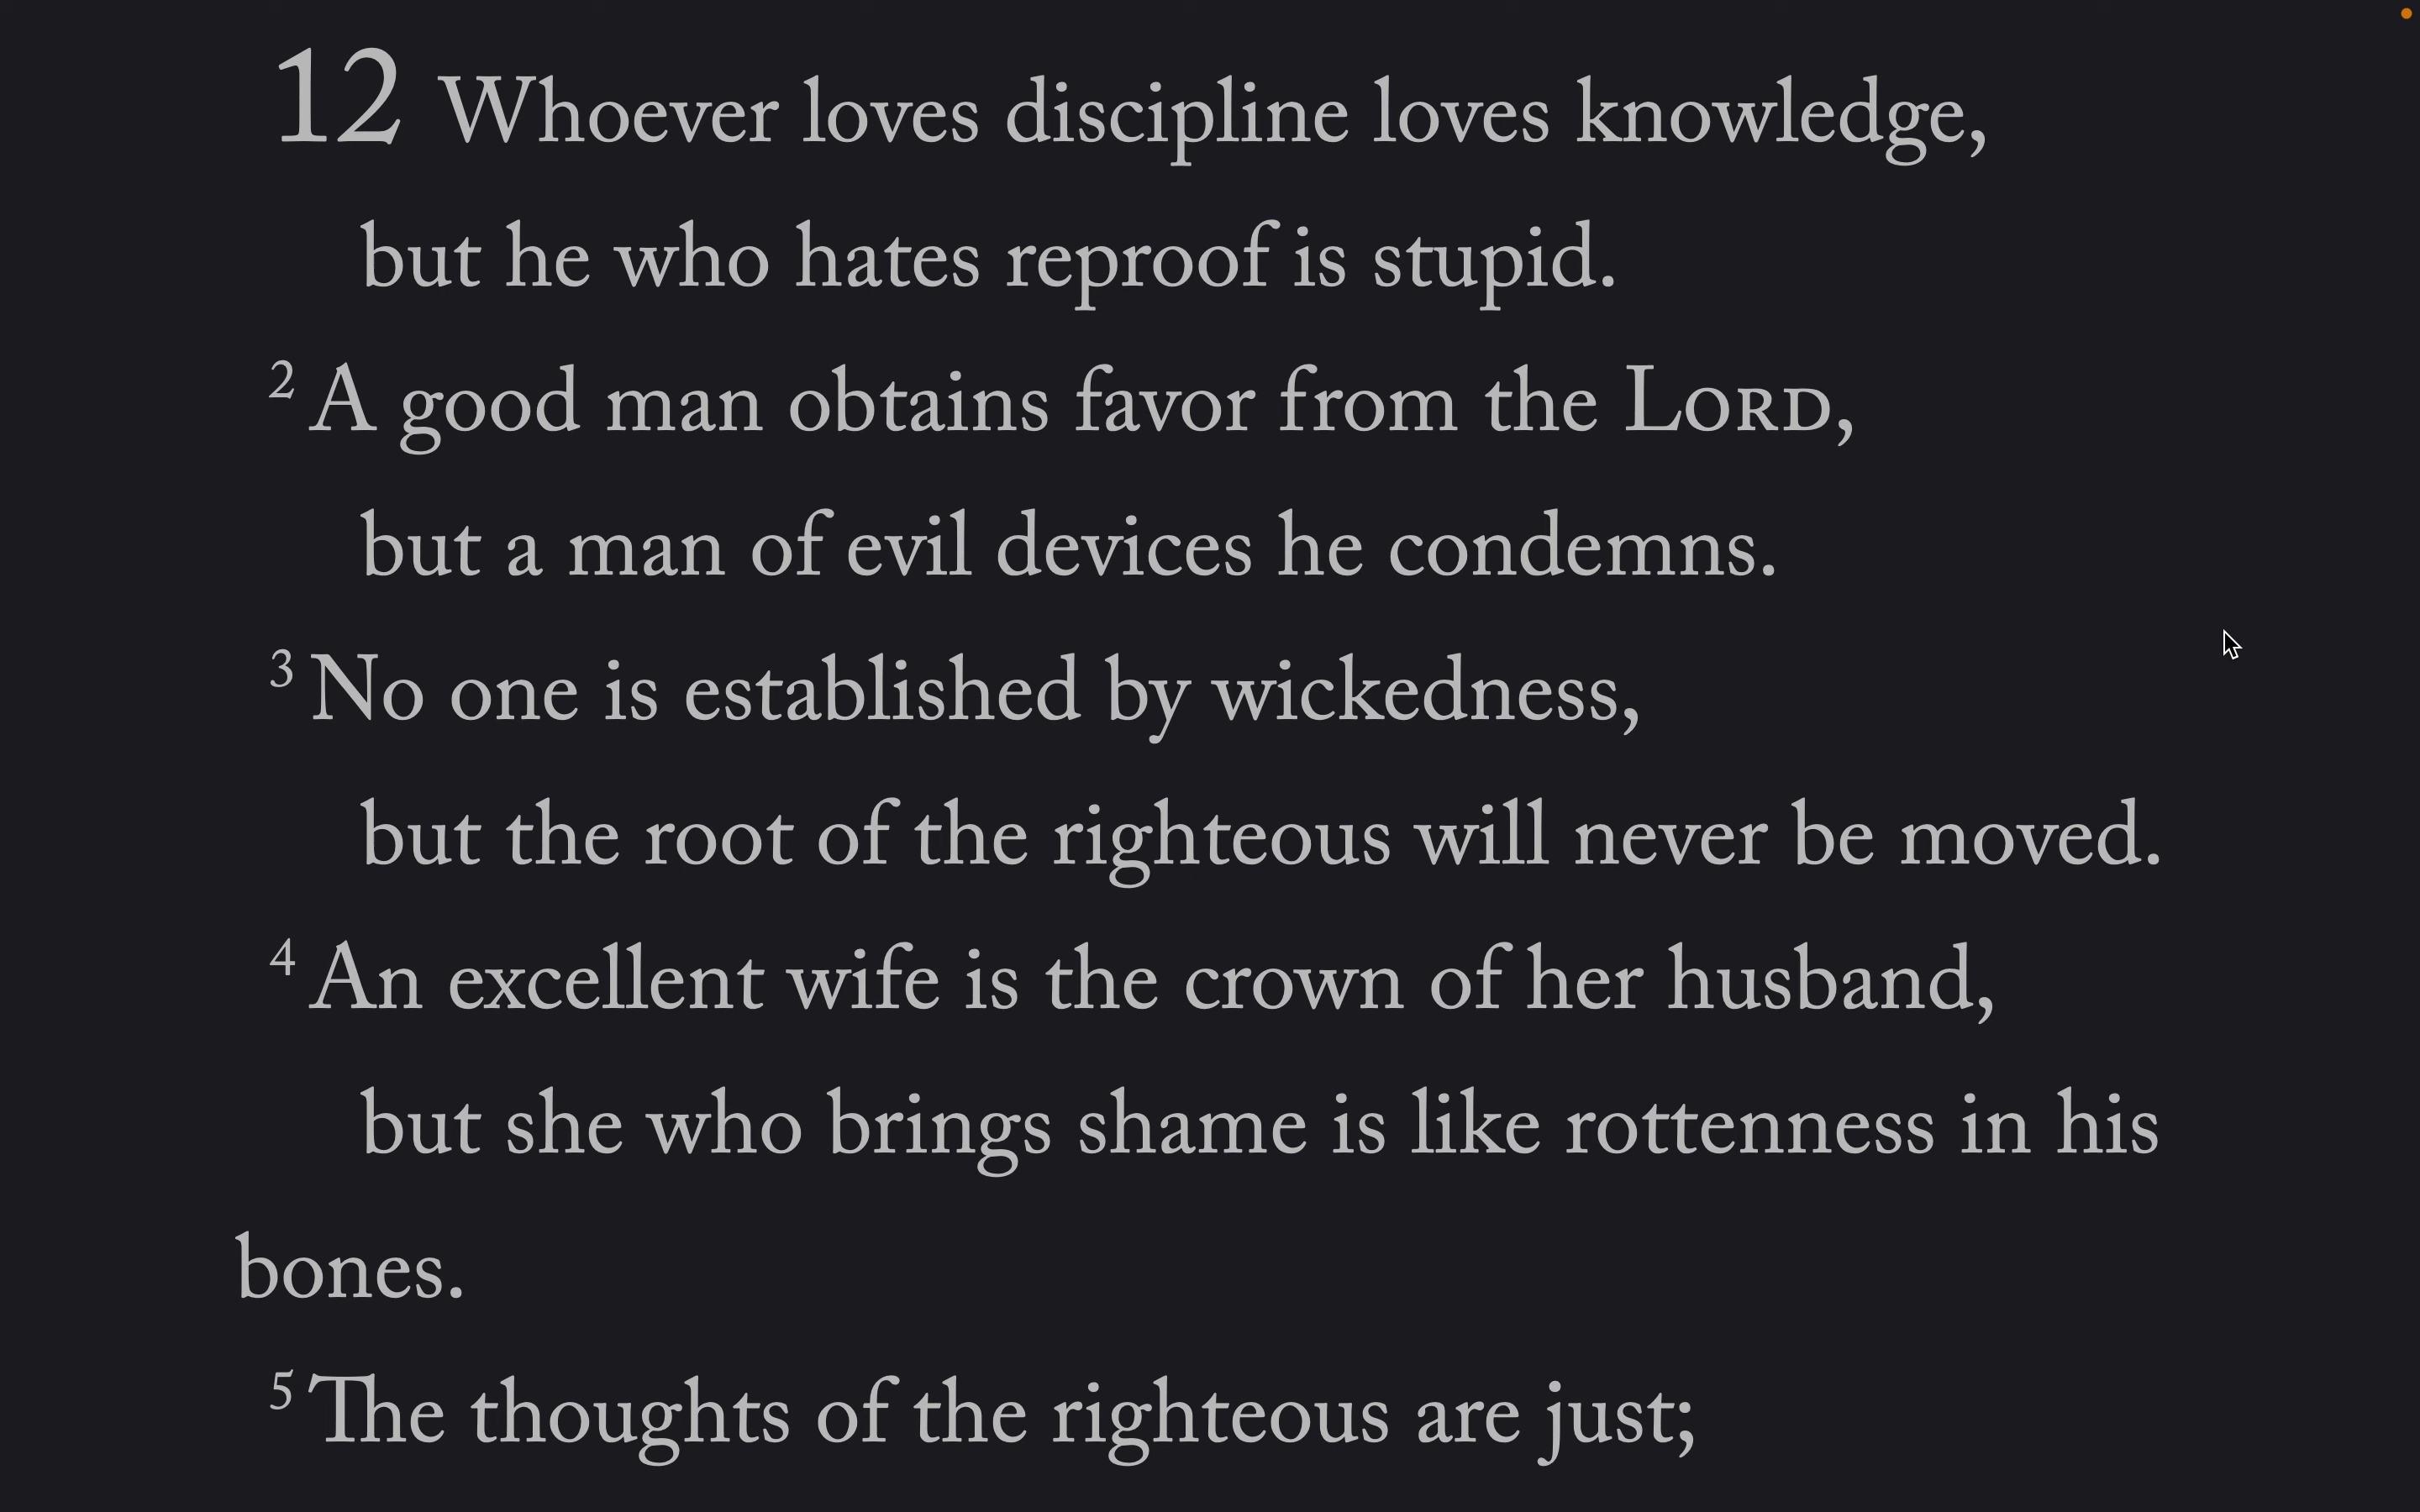 12 Whoever loves discipline loves knowledge,
but he who hates reproof is stupid.
2 A good man obtains favor from the LORD,
but a man of evil devices he condemns.
3 No one is established by wickedness,
but the root of the righteous will never be moved.
4 An excellent wife is the crown of her husband,
but she who brings shame is like rottenness in his
bones.
5 The thoughts of the righteous are just;